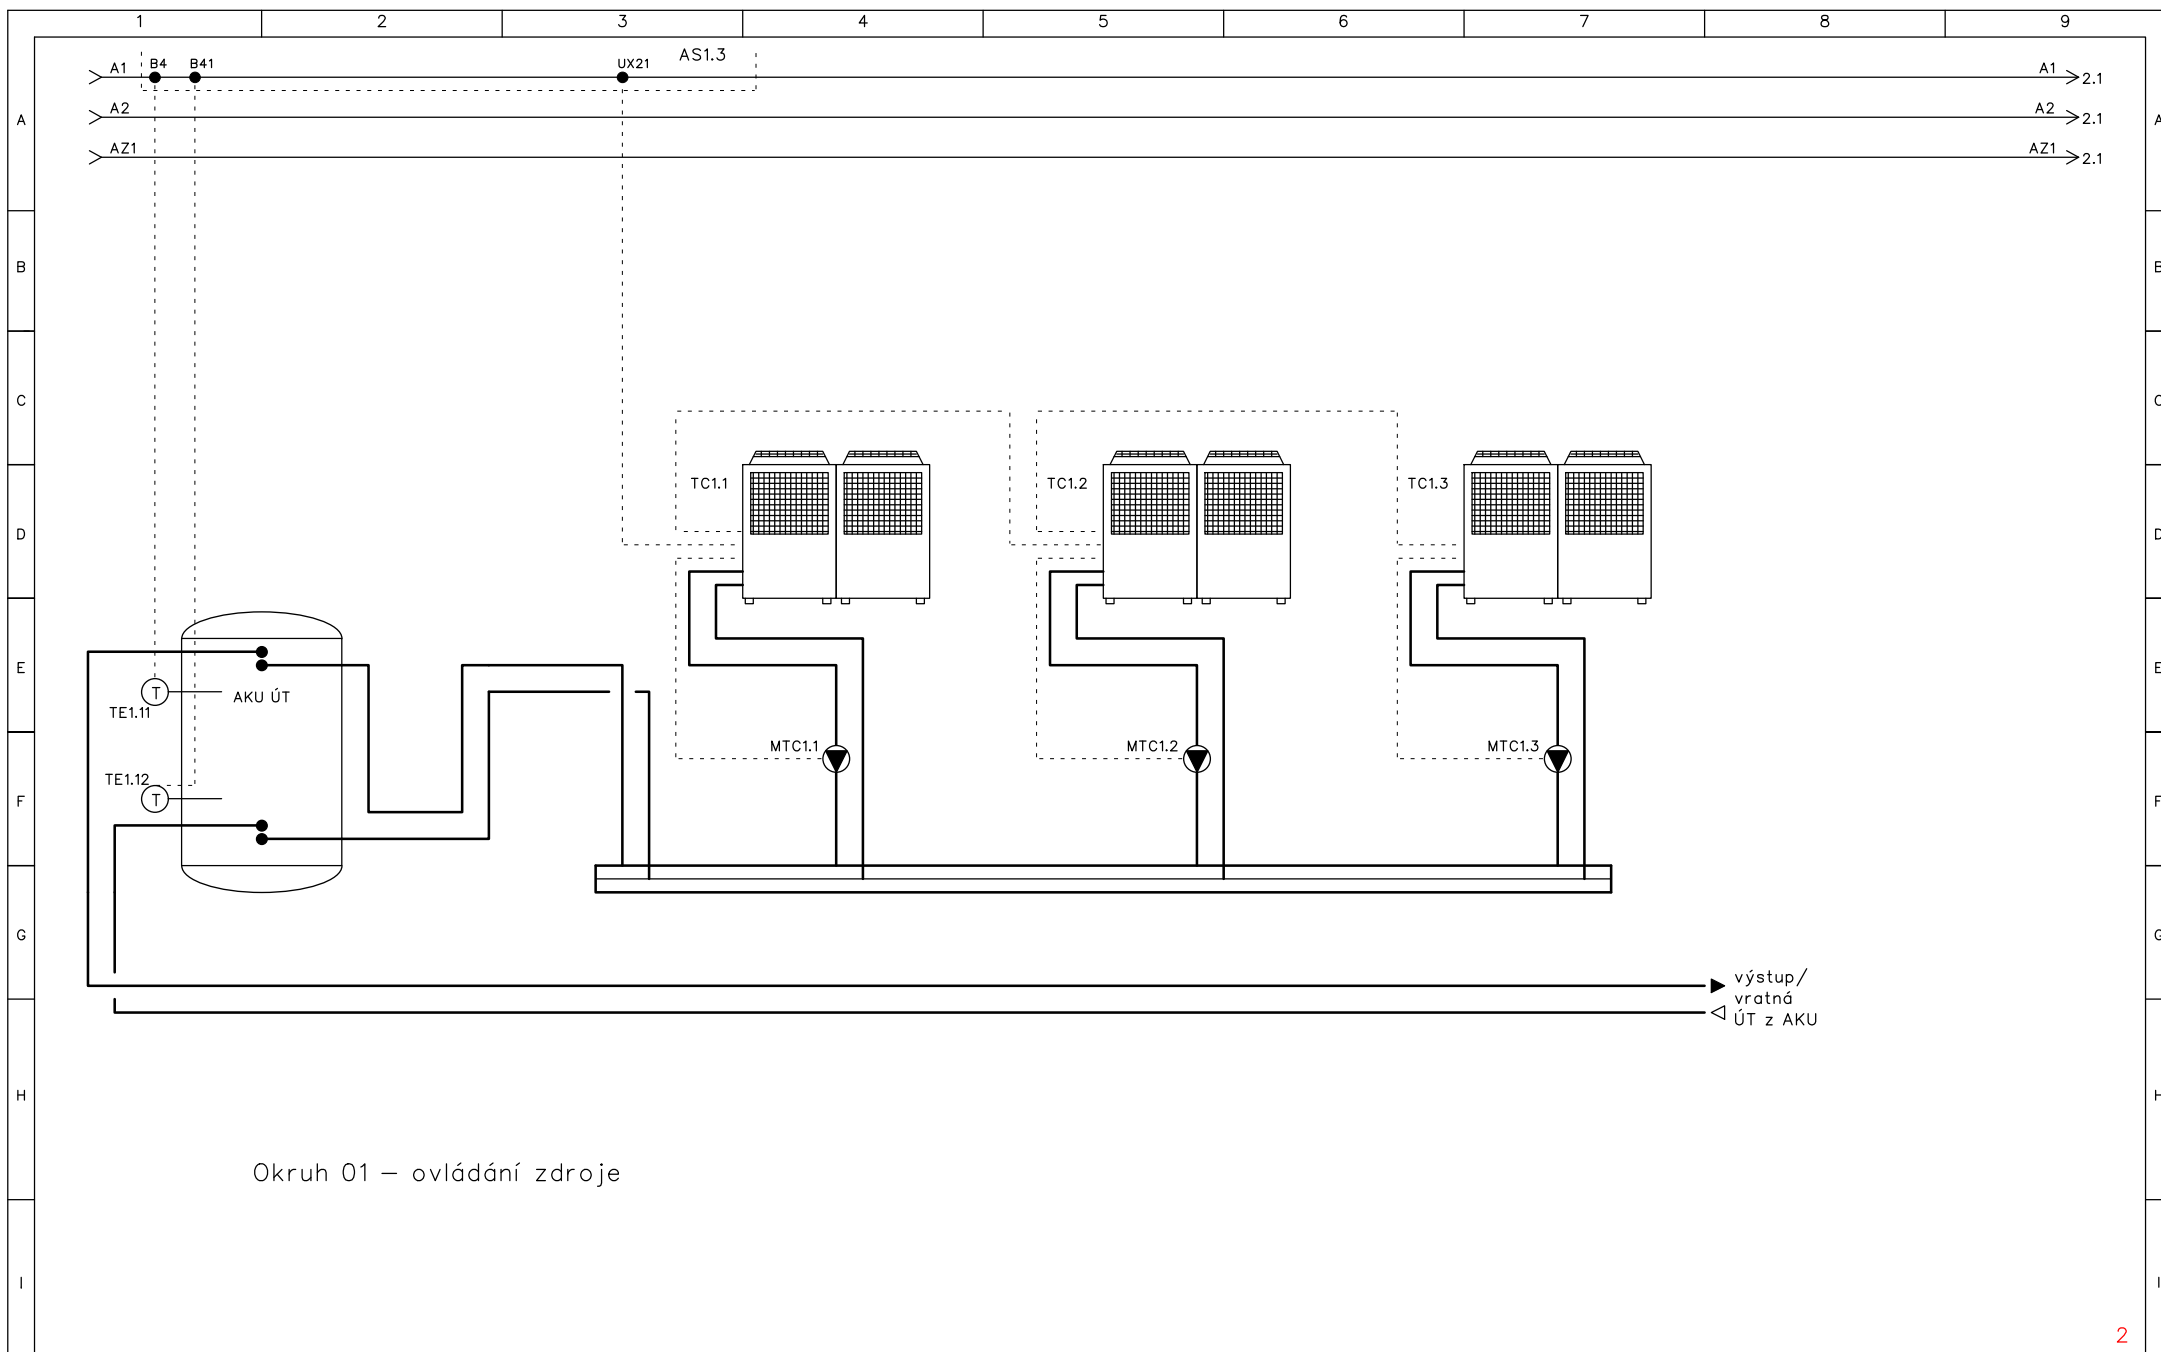 1 2 3 4 5 6 7 8 9
AS1.3
A1 B4 B41 UX21 A1 2.1
A2 A2 2.1
AZ1 AZ1 2.1
A A
B B
C C
TC1.1 TC1.2 TC1.3
D D
E E
AKU ÚT
T
TE1.11
MTC1.1 MTC1.2 MTC1.3
TE1.12
T
F F
G G
výstup/
vratná
ÚT z AKU
H H
Okruh 01 – ovládání zdroje
I I
2